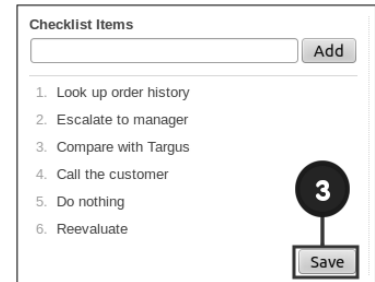 Checklist Items
Add
1. Look up order history
2. Escalate to manager
3. Compare with Targus
4. Call the customer
5. Do nothing
6. Reevaluate
3
Save